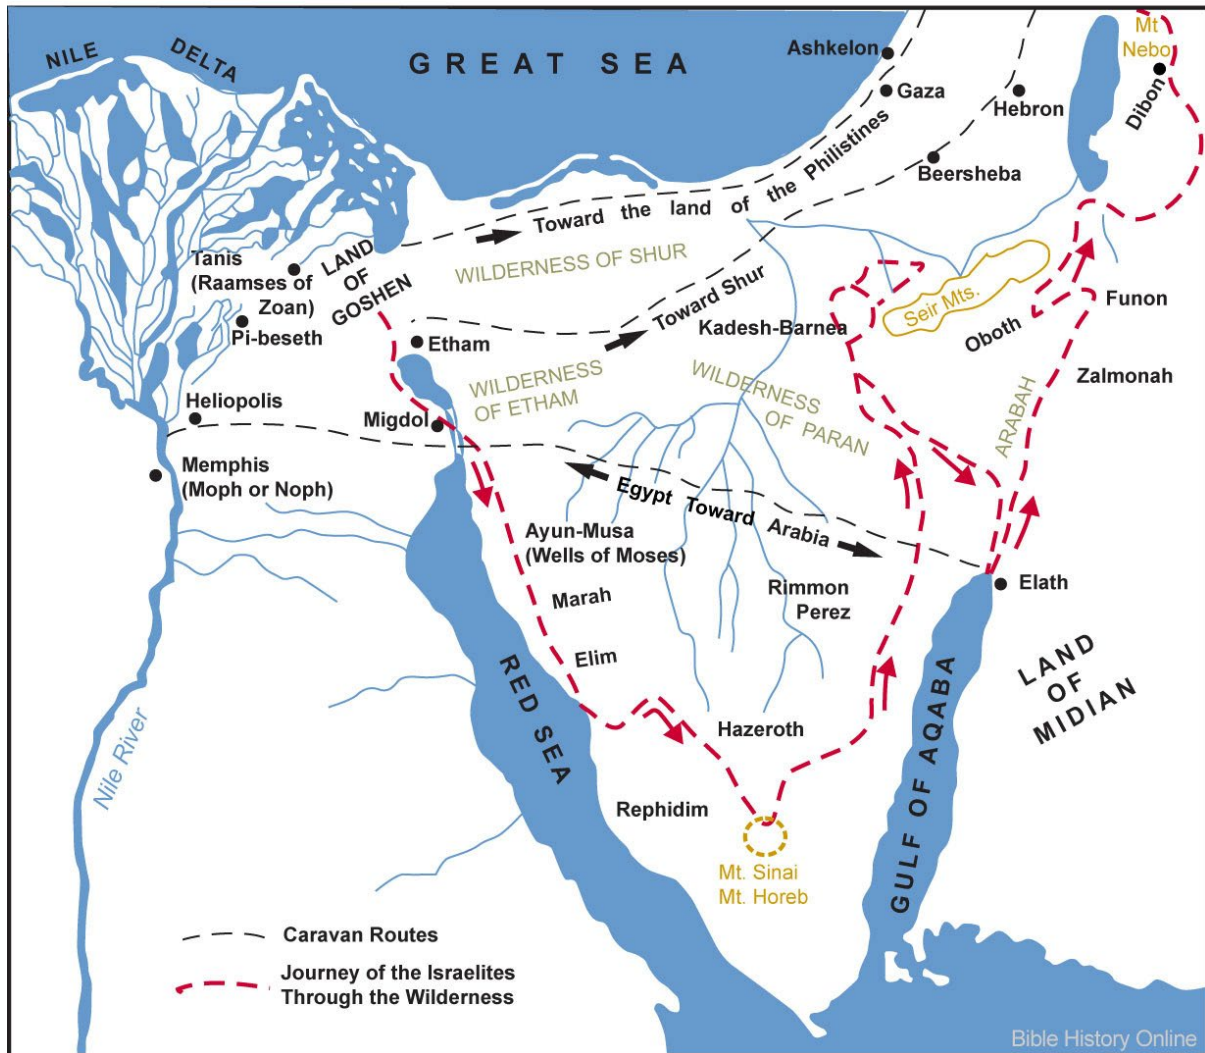 NILE DELTA
GREAT SEA
Ashkelon
Gaza
Hebron
Mt
Nebo
Dibon
Beersheba
Toward the land of the Philistines
WILDERNESS OF SHUR
Tanis
(Raamses of
Zoan)
LAND
OF
GOSHEN
Pi-beseth
Etham
Toward Shur
Kadesh-Barnea
Seir Mts.
Funon
Oboth
Zalmonah
WILDERNESS
OF ETHAM
WILDERNESS
OF PARAN
ARABAH
Heliopolis
Migdol
Memphis
(Moph or Noph)
Egypt Toward Arabia
Ayun-Musa
(Wells of Moses)
Marah
Elim
Rimmon
Perez
Elath
LAND
OF
MIDIAN
RED SEA
Hazeroth
GULF OF AQABA
Nile River
Rephidim
Mt. Sinai
Mt. Horeb
Caravan Routes
Journey of the Israelites
Through the Wilderness
Bible History Online